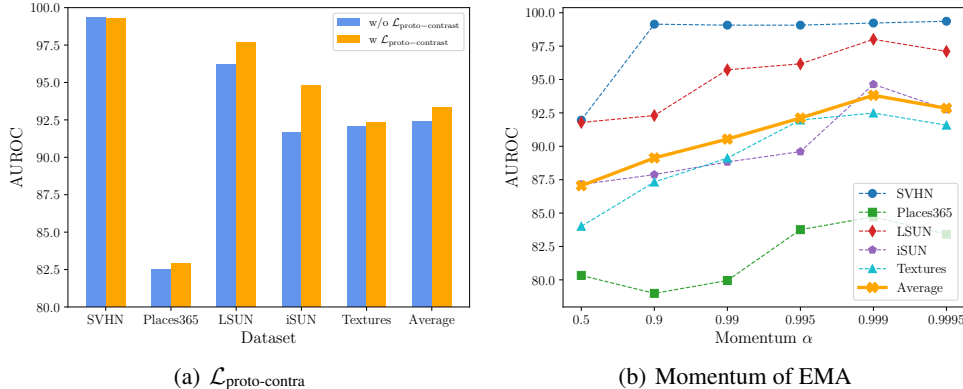 100.0
97.5
95.0
92.5
90.0
87.5
85.0
82.5
80.0
AUROC
w/o ℒproto−contrast
w ℒproto−contrast
SVHN Places365 LSUN iSUN Textures Average
Dataset
(a) ℒproto-contra
100.0
97.5
95.0
92.5
90.0
87.5
85.0
82.5
80.0
AUROC
SVHN
Places365
LSUN
iSUN
Textures
Average
0.5 0.9 0.99 0.995 0.999 0.9995
Momentum α
(b) Momentum of EMA